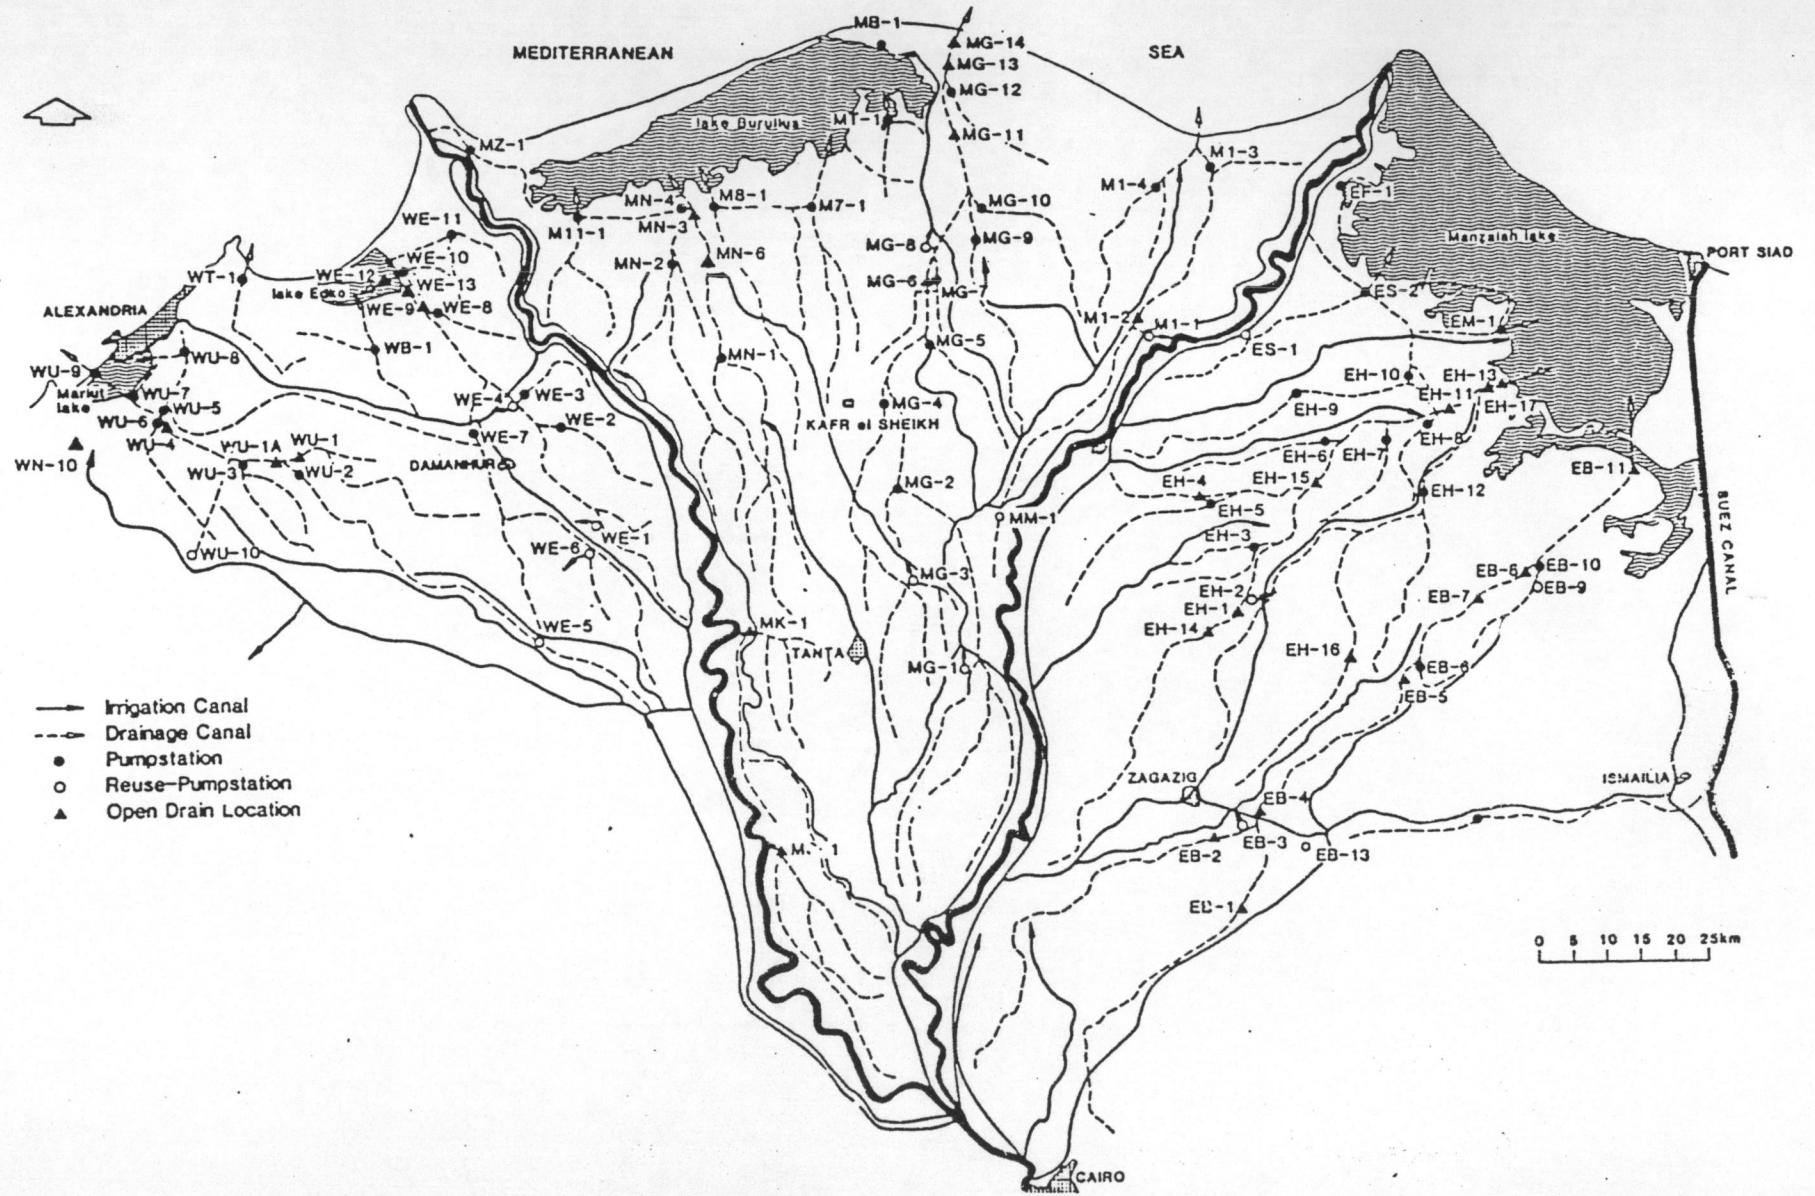 MB-1
MEDITERRANEAN
SEA
MG-14
MG-13
MG-12
MG-11
lake Burullus
MT-1
MZ-1
M1-3
M1-4
EH-1
WE-11
MN-4
M8-1
M7-1
MG-10
M11-1
MN-3
MG-8
MG-9
Manzalah lake
PORT SIAD
WT-1
WE-12
WE-10
WE-13
MN-2
MN-6
MG-6
MG-7
ES-2
lake Edko
WE-9
WE-8
ALEXANDRIA
M1-2
M1-1
EM-1
WB-1
MG-5
ES-1
WU-8
MN-1
WU-9
Mariut
lake
WU-7
WE-3
EH-10
EH-13
WE-4
WU-5
MG-4
EH-9
EH-11
EH-17
WU-6
WE-2
KAFR el SHEIKH
WU-4
WE-7
EH-8
WU-1A
WU-1
EH-6
EH-7
WN-10
WU-3
WU-2
DAMANHUR
EB-11
MG-2
EH-4
EH-15
EH-12
EH-5
MM-1
SUEZ CANAL
WE-1
EH-3
WU-10
WE-6
MG-3
EB-8
EB-10
EB-9
EH-2
EB-7
EH-1
WE-5
MK-1
EH-14
TANTA
EH-16
MG-1
EB-6
EB-5
Irrigation Canal
Drainage Canal
Pumpstation
Reuse-Pumpstation
Open Drain Location
ZAGAZIG
ISMAILIA
EB-4
EB-2
EB-3
EB-13
EB-1
0 5 10 15 20 25km
CAIRO